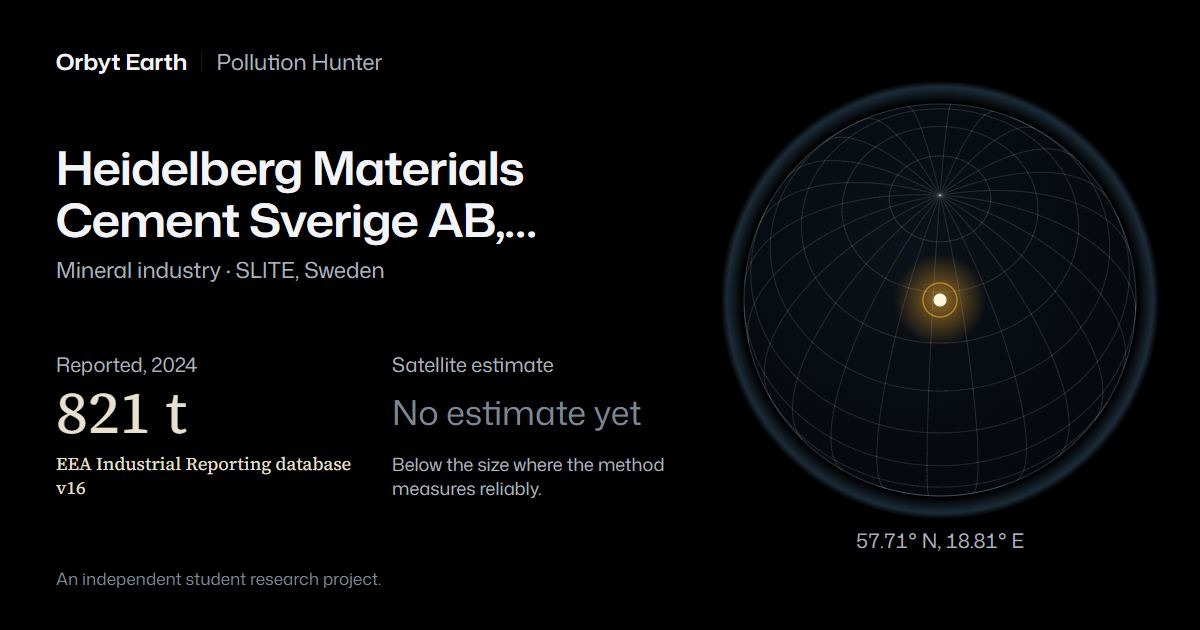 Orbyt Earth | Pollution Hunter
Heidelberg Materials
Cement Sverige AB,...
Mineral industry · SLITE, Sweden
Reported, 2024
821 t
EEA Industrial Reporting database
v16
Satellite estimate
No estimate yet
Below the size where the method
measures reliably.
57.71° N, 18.81° E
An independent student research project.